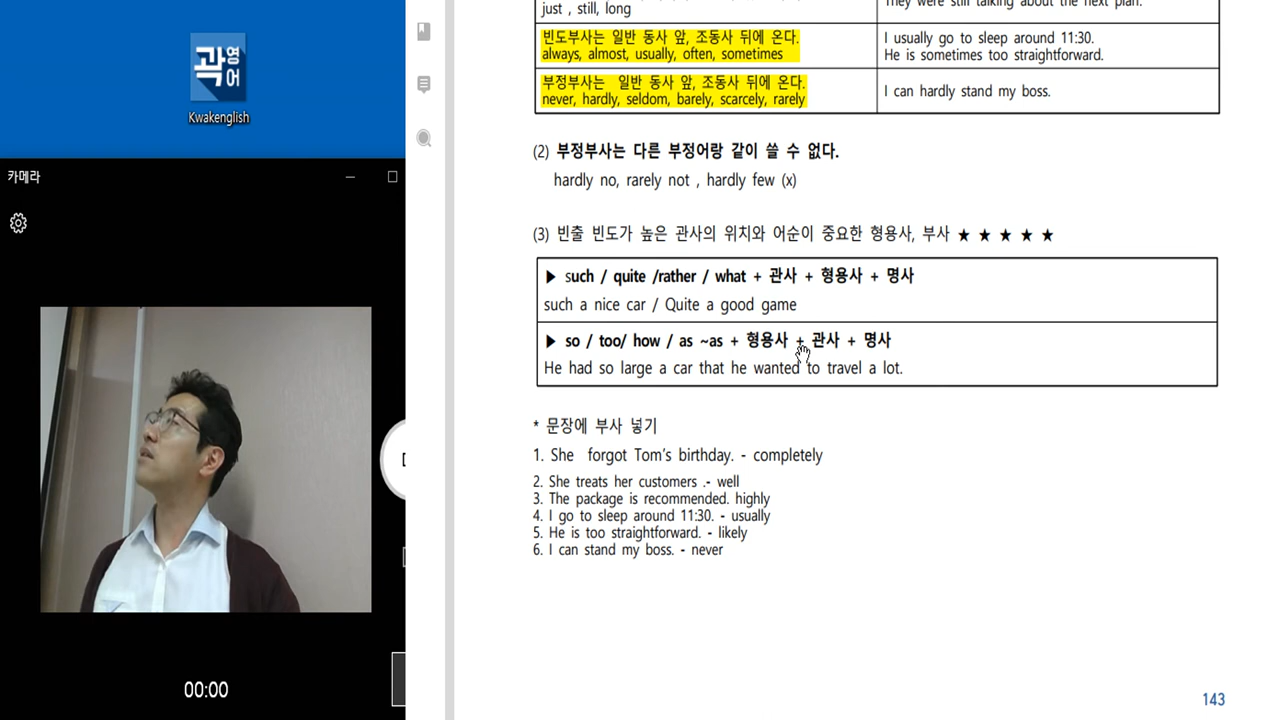 곽영어
Kwakenglish
카메라
00:00
just , still, long
They were still talking about the next plan.
빈도부사는 일반 동사 앞, 조동사 뒤에 온다.
always, almost, usually, often, sometimes
I usually go to sleep around 11:30.
He is sometimes too straightforward.
부정부사는 일반 동사 앞, 조동사 뒤에 온다.
never, hardly, seldom, barely, scarcely, rarely
I can hardly stand my boss.
(2) 부정부사는 다른 부정어랑 같이 쓸 수 없다.
hardly no, rarely not , hardly few (x)
(3) 빈출 빈도가 높은 관사의 위치와 어순이 중요한 형용사, 부사 ★ ★ ★ ★ ★
▶ such / quite /rather / what + 관사 + 형용사 + 명사
such a nice car / Quite a good game
▶ so / too/ how / as ~as + 형용사 + 관사 + 명사
He had so large a car that he wanted to travel a lot.
* 문장에 부사 넣기
1. She forgot Tom's birthday. - completely
2. She treats her customers .- well
3. The package is recommended. highly
4. I go to sleep around 11:30. - usually
5. He is too straightforward. - likely
6. I can stand my boss. - never
143